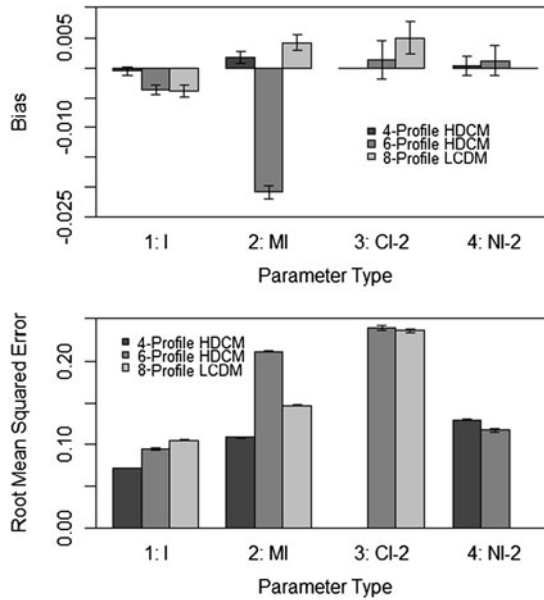 0.005
-0.010
-0.025
Bias
4-Profile HDCM
6-Profile HDCM
8-Profile LCDM
1: I
2: MI
3: CI-2
4: NI-2
Parameter Type
0.20
0.10
0.00
Root Mean Squared Error
4-Profile HDCM
6-Profile HDCM
8-Profile LCDM
1: I
2: MI
3: CI-2
4: NI-2
Parameter Type